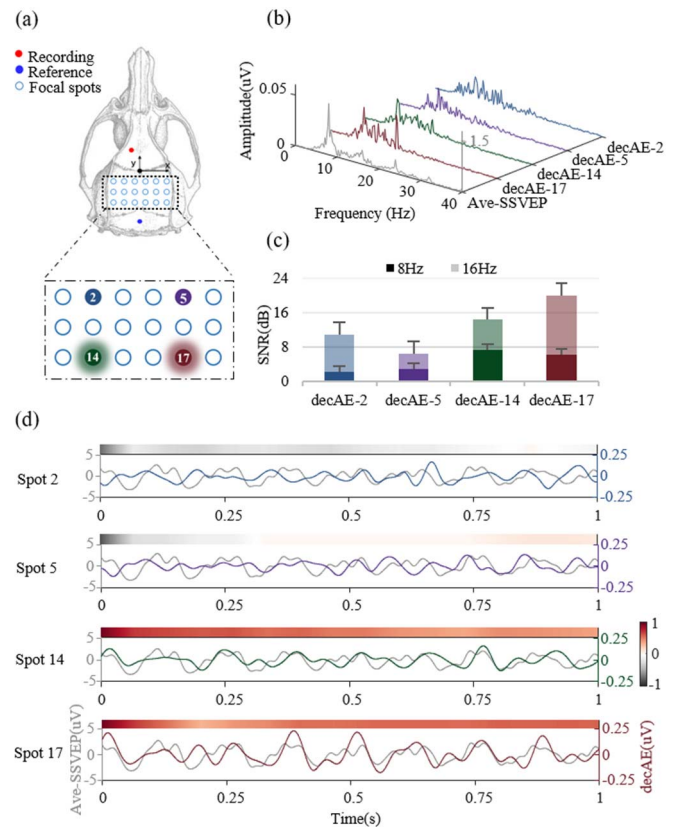 (a)
Recording
Reference
Focal spots
y
x
2
5
14
17
(b)
Amplitude(uV)
0.05
0
0
10
20
30
40
Frequency (Hz)
1.5
decAE-2
decAE-5
decAE-14
decAE-17
Ave-SSVEP
(c)
8Hz
16Hz
SNR(dB)
24
16
8
0
decAE-2
decAE-5
decAE-14
decAE-17
(d)
Spot 2
5
0
-5
0.25
0
-0.25
0
0.25
0.5
0.75
1
Spot 5
5
0
-5
0.25
0
-0.25
0
0.25
0.5
0.75
1
Spot 14
5
0
-5
0.25
0
-0.25
0
0.25
0.5
0.75
1
1
-1
Spot 17
Ave-SSVEP(uV)
5
0
-5
0.25
0
-0.25
decAE(uV)
0
0.25
0.5
0.75
1
Time(s)